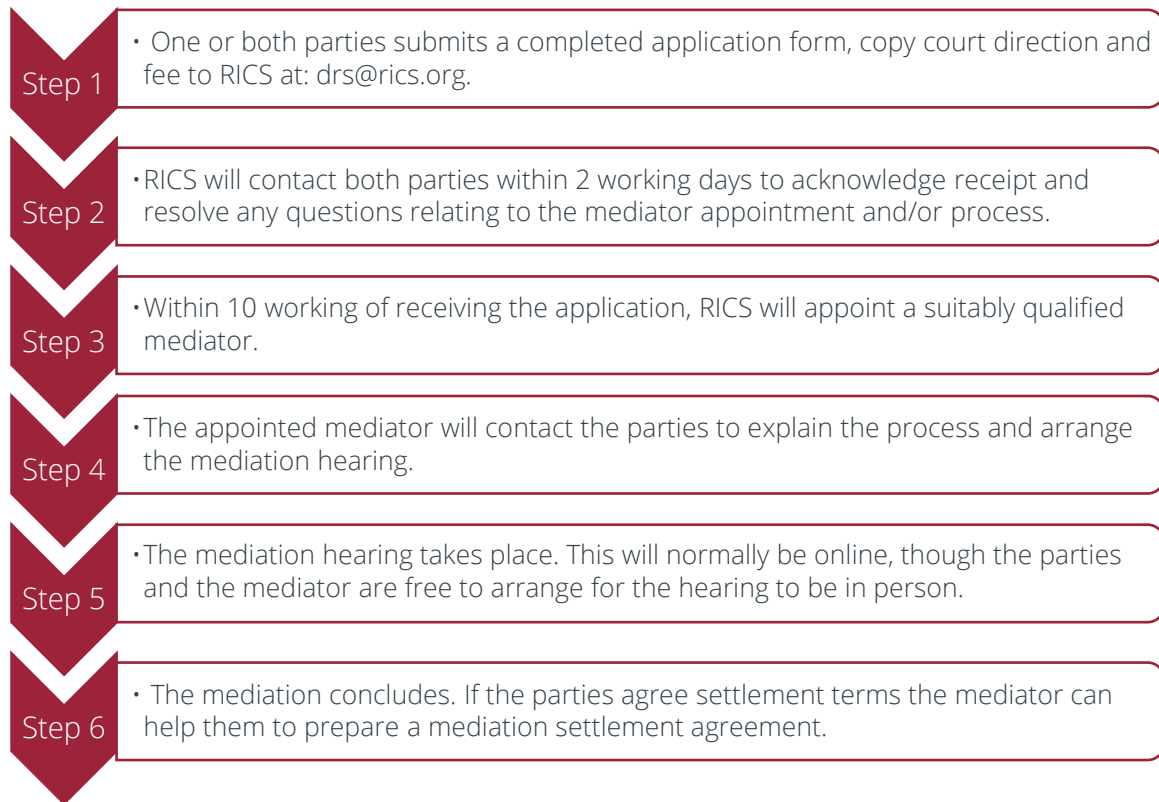 Step 1
• One or both parties submits a completed application form, copy court direction and
fee to RICS at: drs@rics.org.
Step 2
•RICS will contact both parties within 2 working days to acknowledge receipt and
resolve any questions relating to the mediator appointment and/or process.
Step 3
•Within 10 working of receiving the application, RICS will appoint a suitably qualified
mediator.
Step 4
•The appointed mediator will contact the parties to explain the process and arrange
the mediation hearing.
Step 5
•The mediation hearing takes place. This will normally be online, though the parties
and the mediator are free to arrange for the hearing to be in person.
Step 6
• The mediation concludes. If the parties agree settlement terms the mediator can
help them to prepare a mediation settlement agreement.